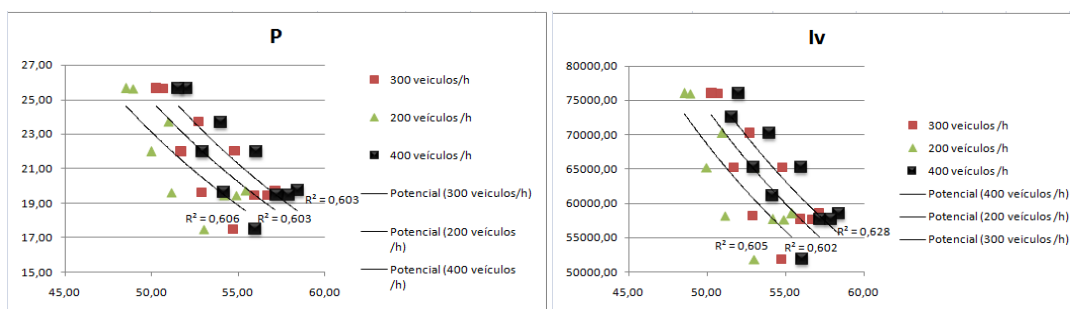 P
27,00
25,00
23,00
21,00
19,00
17,00
15,00
45,00
50,00
55,00
60,00
R² = 0,606
R² = 0,603
R² = 0,603
300 veiculos/h
200 veículos /h
400 veículos/h
Potencial (300 veiculos/h)
Potencial (200 veículos
/h)
Potencial (400 veículos
/h)
Iv
80000,00
75000,00
70000,00
65000,00
60000,00
55000,00
50000,00
45,00
50,00
55,00
60,00
R² = 0,605
R² = 0,602
R² = 0,628
300 veiculos /h
200 veículos /h
400 veículos /h
Potencial (400 veículos /h)
Potencial (200 veículos /h)
Potencial (300 veiculos /h)